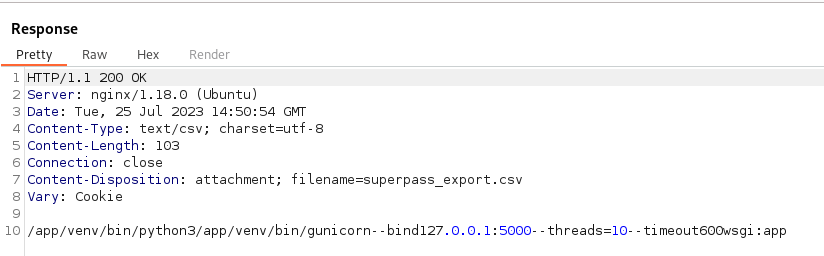 Response
Pretty Raw Hex Render
1 HTTP/1.1 200 OK
2 Server: nginx/1.18.0 (Ubuntu)
3 Date: Tue, 25 Jul 2023 14:50:54 GMT
4 Content-Type: text/csv; charset=utf-8
5 Content-Length: 103
6 Connection: close
7 Content-Disposition: attachment; filename=superpass_export.csv
8 Vary: Cookie
9
10 /app/venv/bin/python3/app/venv/bin/gunicorn--bind127.0.0.1:5000--threads=10--timeout600wsgi:app